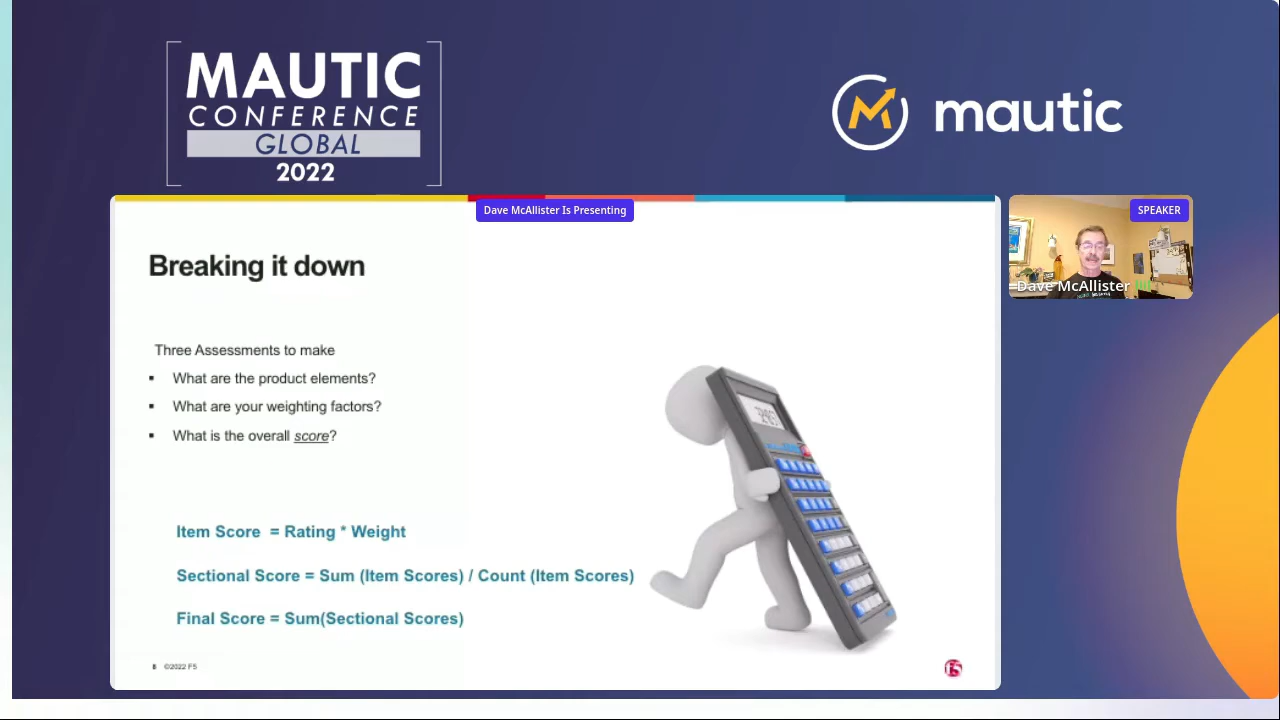 MAUTIC
CONFERENCE
GLOBAL
2022
mautic
Dave McAllister Is Presenting
SPEAKER
Dave McAllister
Breaking it down
Three Assessments to make
▪ What are the product elements?
▪ What are your weighting factors?
▪ What is the overall score?
Item Score = Rating * Weight
Sectional Score = Sum (Item Scores) / Count (Item Scores)
Final Score = Sum(Sectional Scores)
8 ©2022 F5
f5